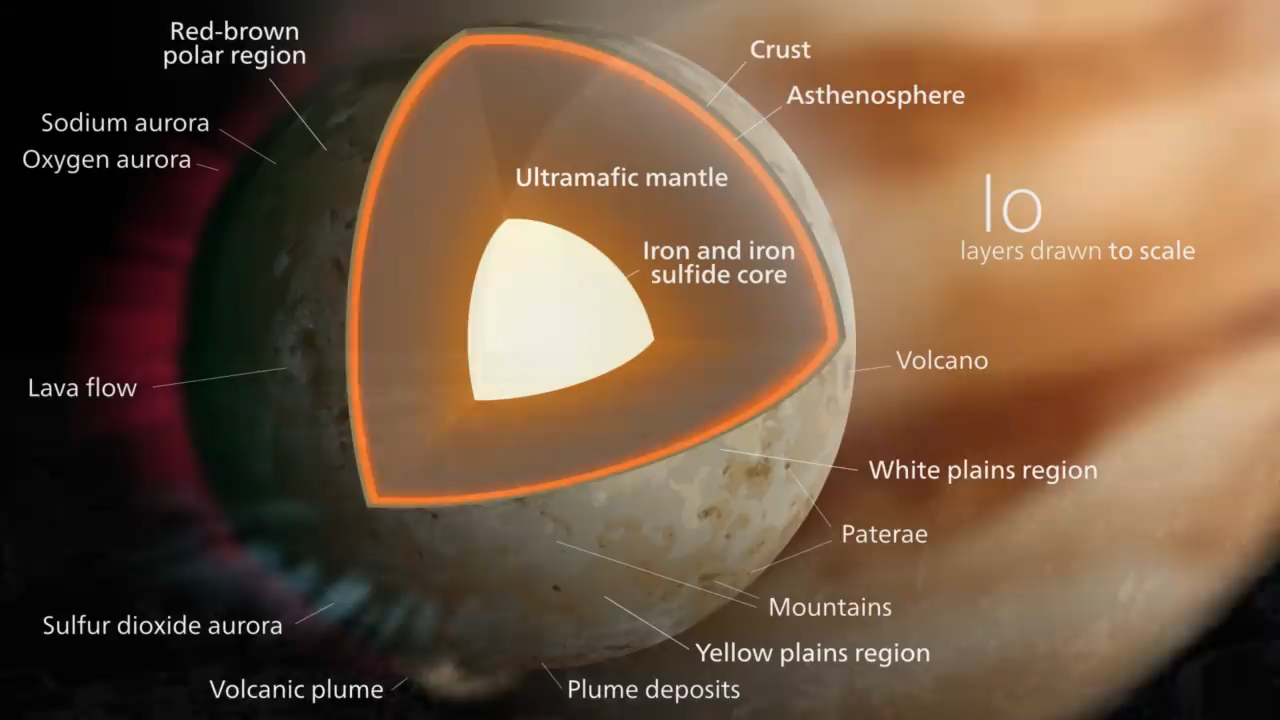 Red-brown
polar region
Crust
Asthenosphere
Sodium aurora
Oxygen aurora
Ultramafic mantle
Io
layers drawn to scale
Iron and iron
sulfide core
Volcano
Lava flow
White plains region
Paterae
Mountains
Sulfur dioxide aurora
Yellow plains region
Volcanic plume
Plume deposits